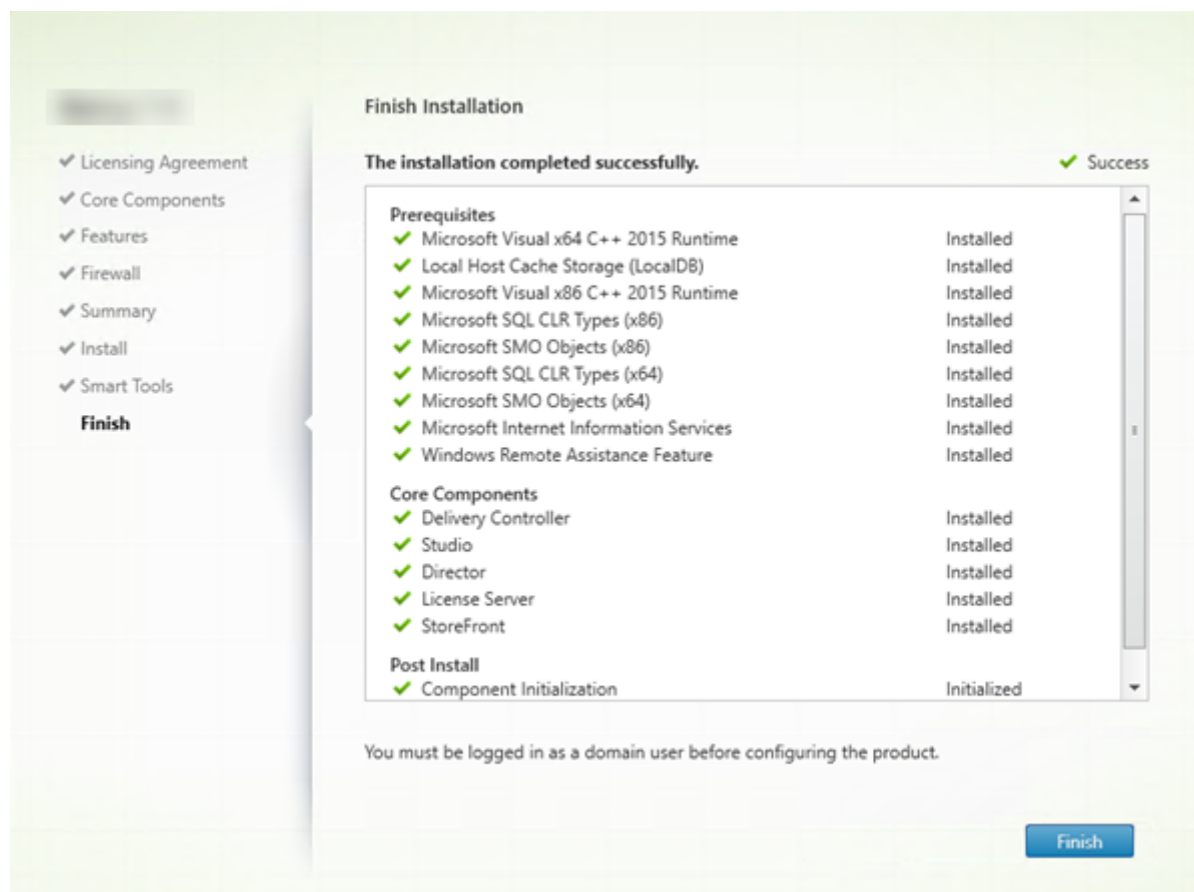 Finish Installation
✔ Licensing Agreement
✔ Core Components
✔ Features
✔ Firewall
✔ Summary
✔ Install
✔ Smart Tools
Finish
The installation completed successfully. ✔ Success
Prerequisites
✔ Microsoft Visual x64 C++ 2015 Runtime Installed
✔ Local Host Cache Storage (LocalDB) Installed
✔ Microsoft Visual x86 C++ 2015 Runtime Installed
✔ Microsoft SQL CLR Types (x86) Installed
✔ Microsoft SMO Objects (x86) Installed
✔ Microsoft SQL CLR Types (x64) Installed
✔ Microsoft SMO Objects (x64) Installed
✔ Microsoft Internet Information Services Installed
✔ Windows Remote Assistance Feature Installed
Core Components
✔ Delivery Controller Installed
✔ Studio Installed
✔ Director Installed
✔ License Server Installed
✔ StoreFront Installed
Post Install
✔ Component Initialization Initialized
You must be logged in as a domain user before configuring the product.
Finish